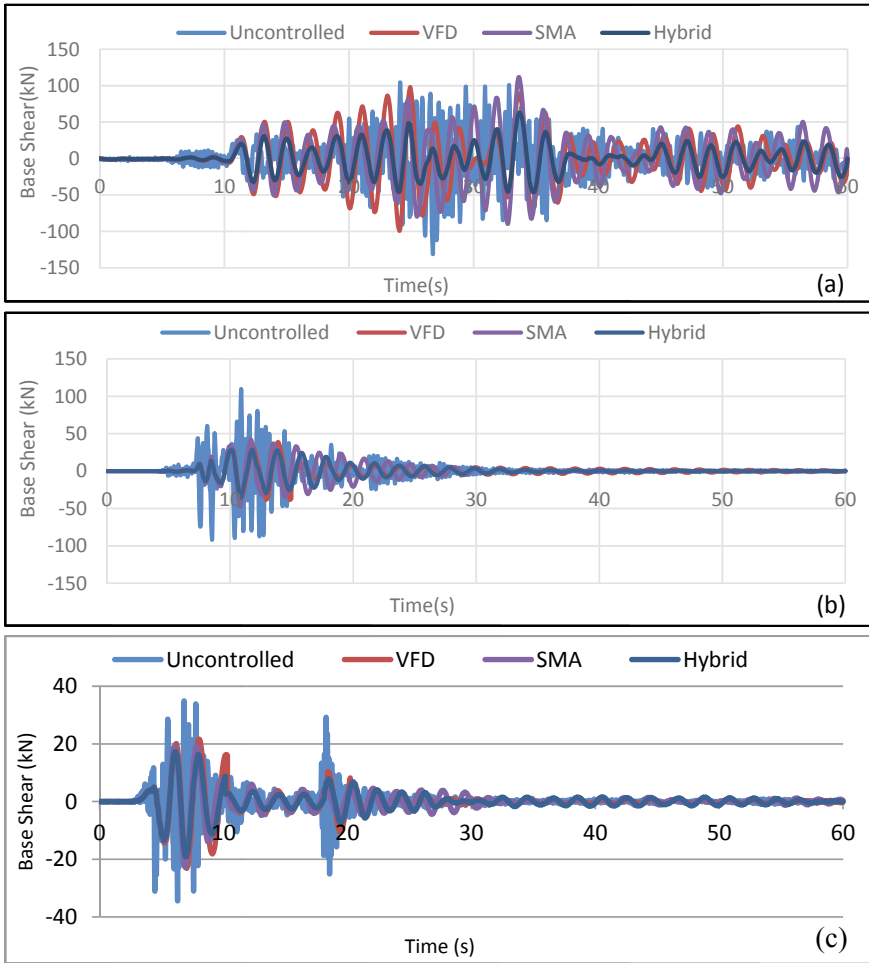 Uncontrolled VFD SMA Hybrid
150
100
50
0
-50
-100
-150
Base Shear(kN)
0 10 20 30 40 50 60
Time(s)
(a)
Uncontrolled VFD SMA Hybrid
150
100
50
0
-50
-100
-150
Base Shear (kN)
0 10 20 30 40 50 60
Time(s)
(b)
Uncontrolled VFD SMA Hybrid
40
20
0
-20
-40
Base Shear (kN)
0 10 20 30 40 50 60
Time (s)
(c)